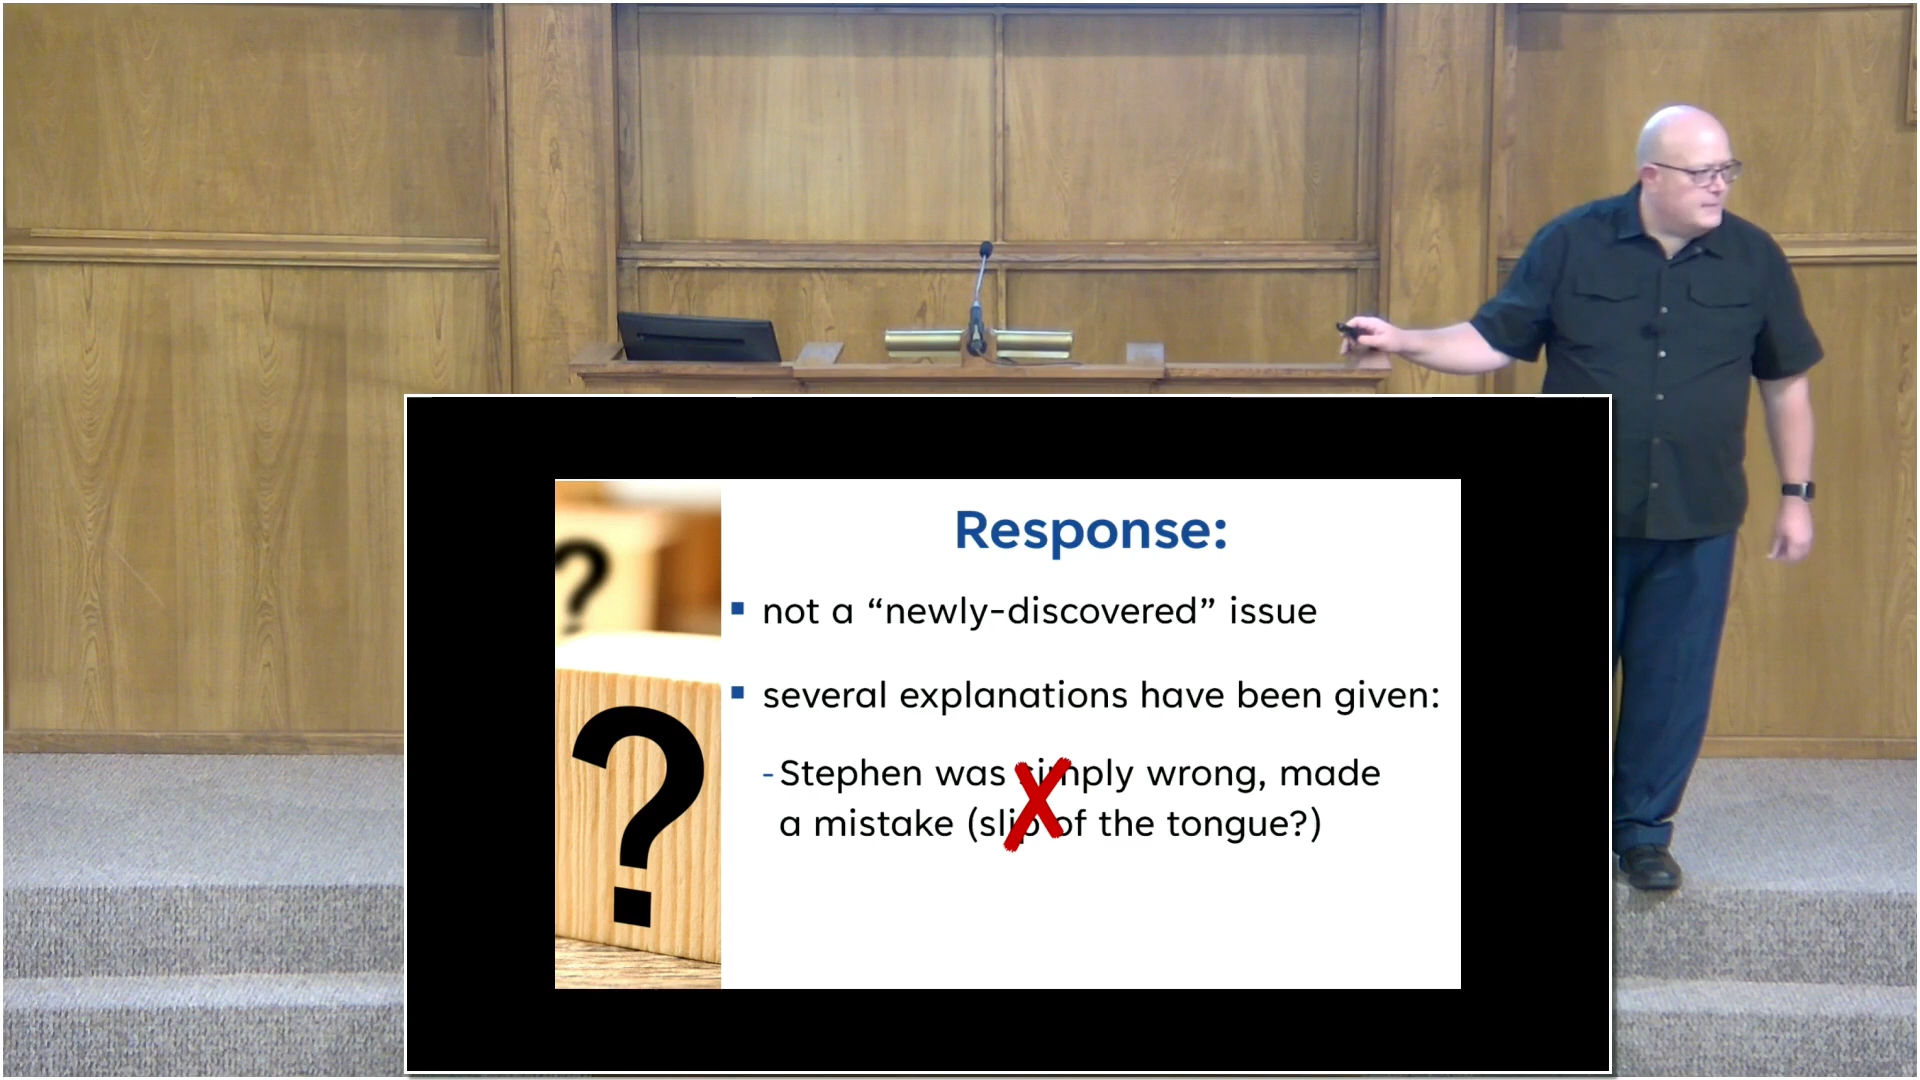 Response:
▪ not a “newly-discovered” issue
▪ several explanations have been given:
- Stephen was simply wrong, made
a mistake (slip of the tongue?)
?
?